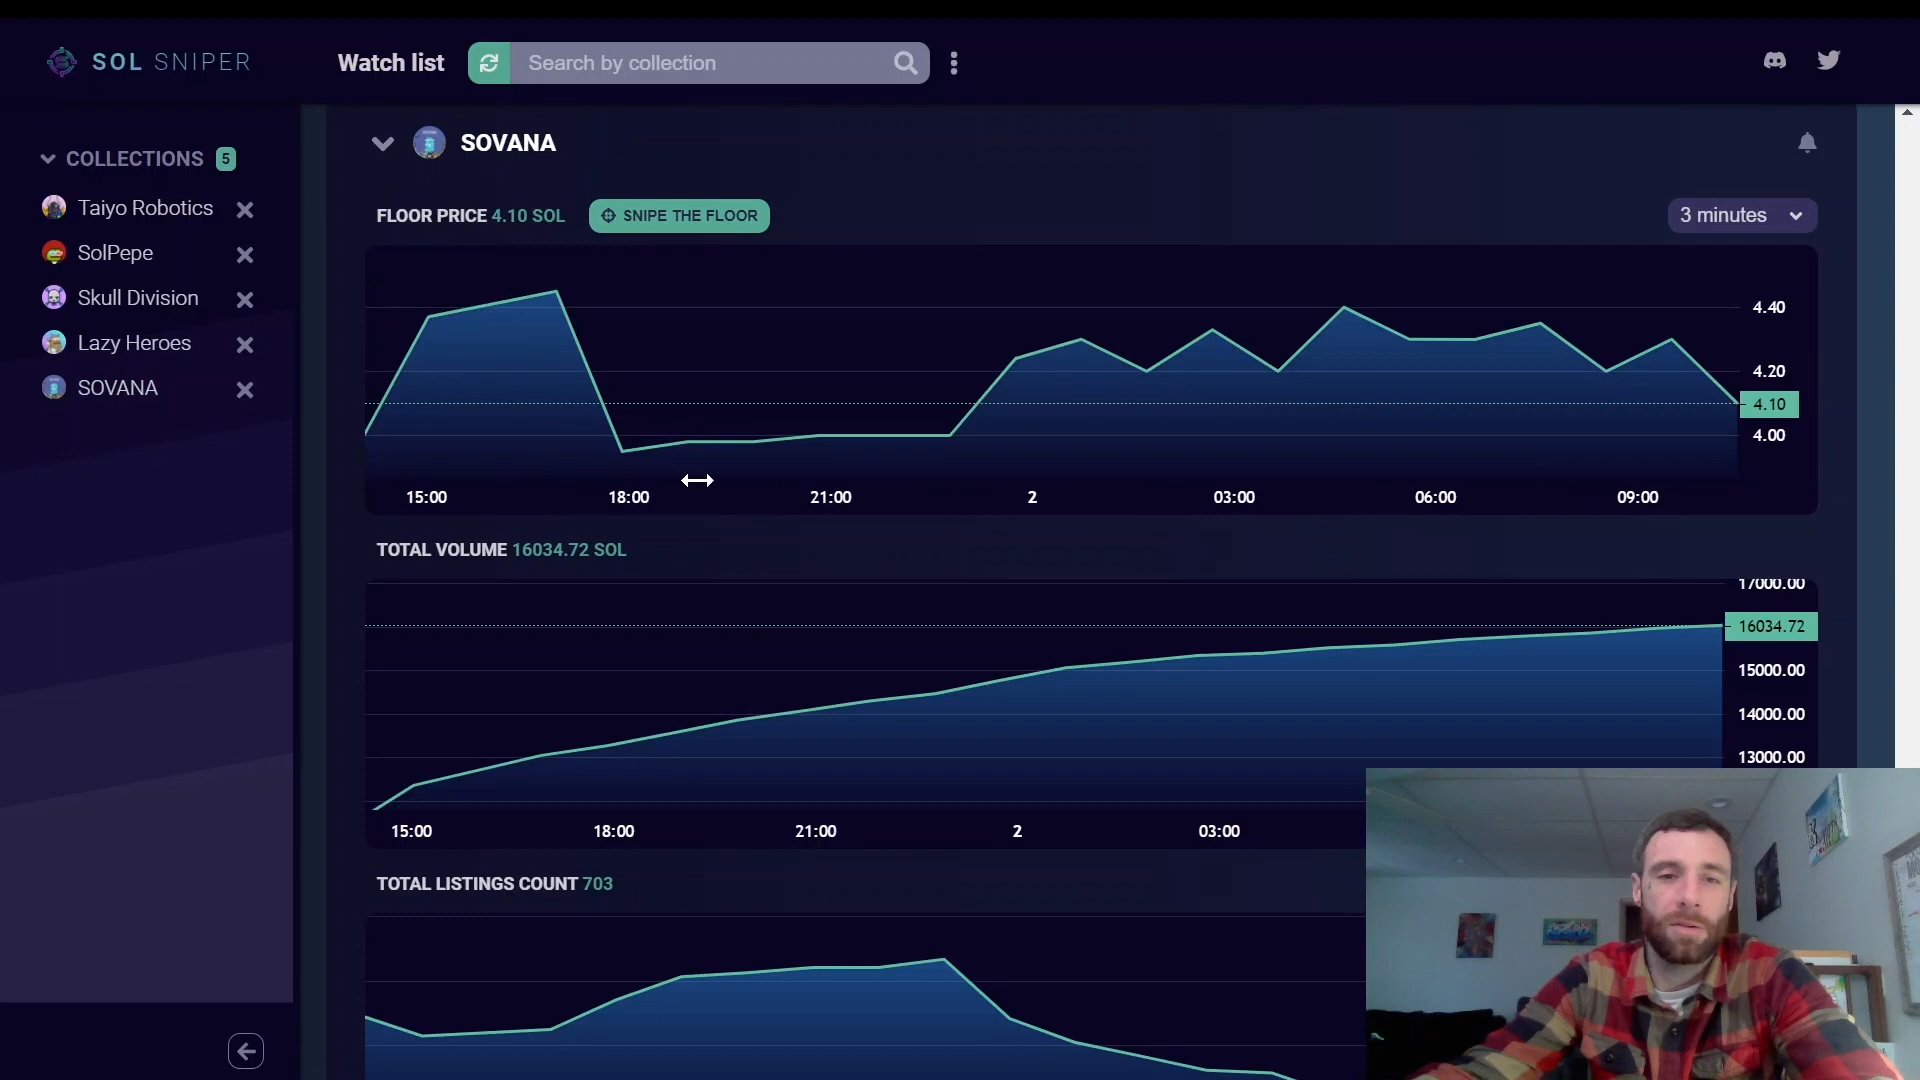 SOL SNIPER
Watch list
Search by collection
COLLECTIONS 5
Taiyo Robotics
SolPepe
Skull Division
Lazy Heroes
SOVANA
SOVANA
FLOOR PRICE 4.10 SOL
SNIPE THE FLOOR
3 minutes
4.40
4.20
4.10
4.00
15:00 18:00 21:00 2 03:00 06:00 09:00
TOTAL VOLUME 16034.72 SOL
17000.00
16034.72
15000.00
14000.00
13000.00
15:00 18:00 21:00 2 03:00
TOTAL LISTINGS COUNT 703